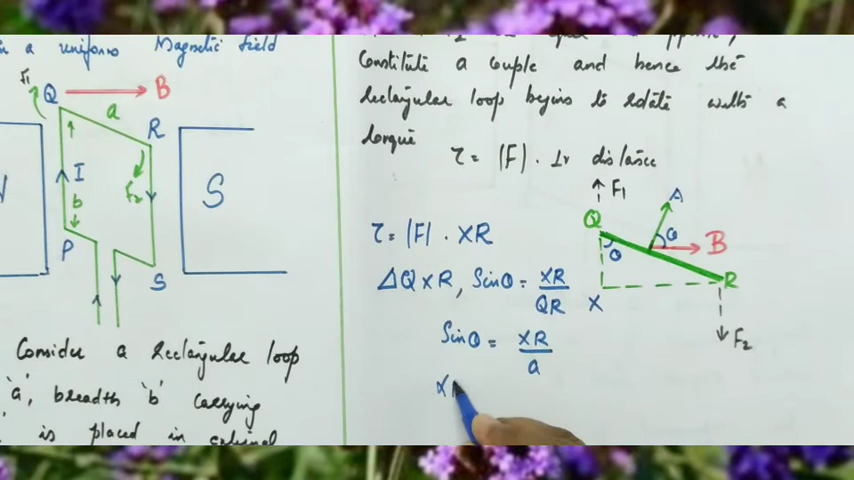 a uniform Magnetic field
F1
Q
B
a
R
I
F2
b
S
P
S
Consider a Rectangular loop
'a', breadth 'b' carrying
is placed in external
Constitute a couple and hence the
Rectangular loop begins to rotate with a
torque
τ = |F| . ⊥r distance
F1
A
Q
θ
B
τ = |F| . XR
θ
R
ΔQXR, Sinθ = XR / QR
X
F2
Sinθ = XR / a
X